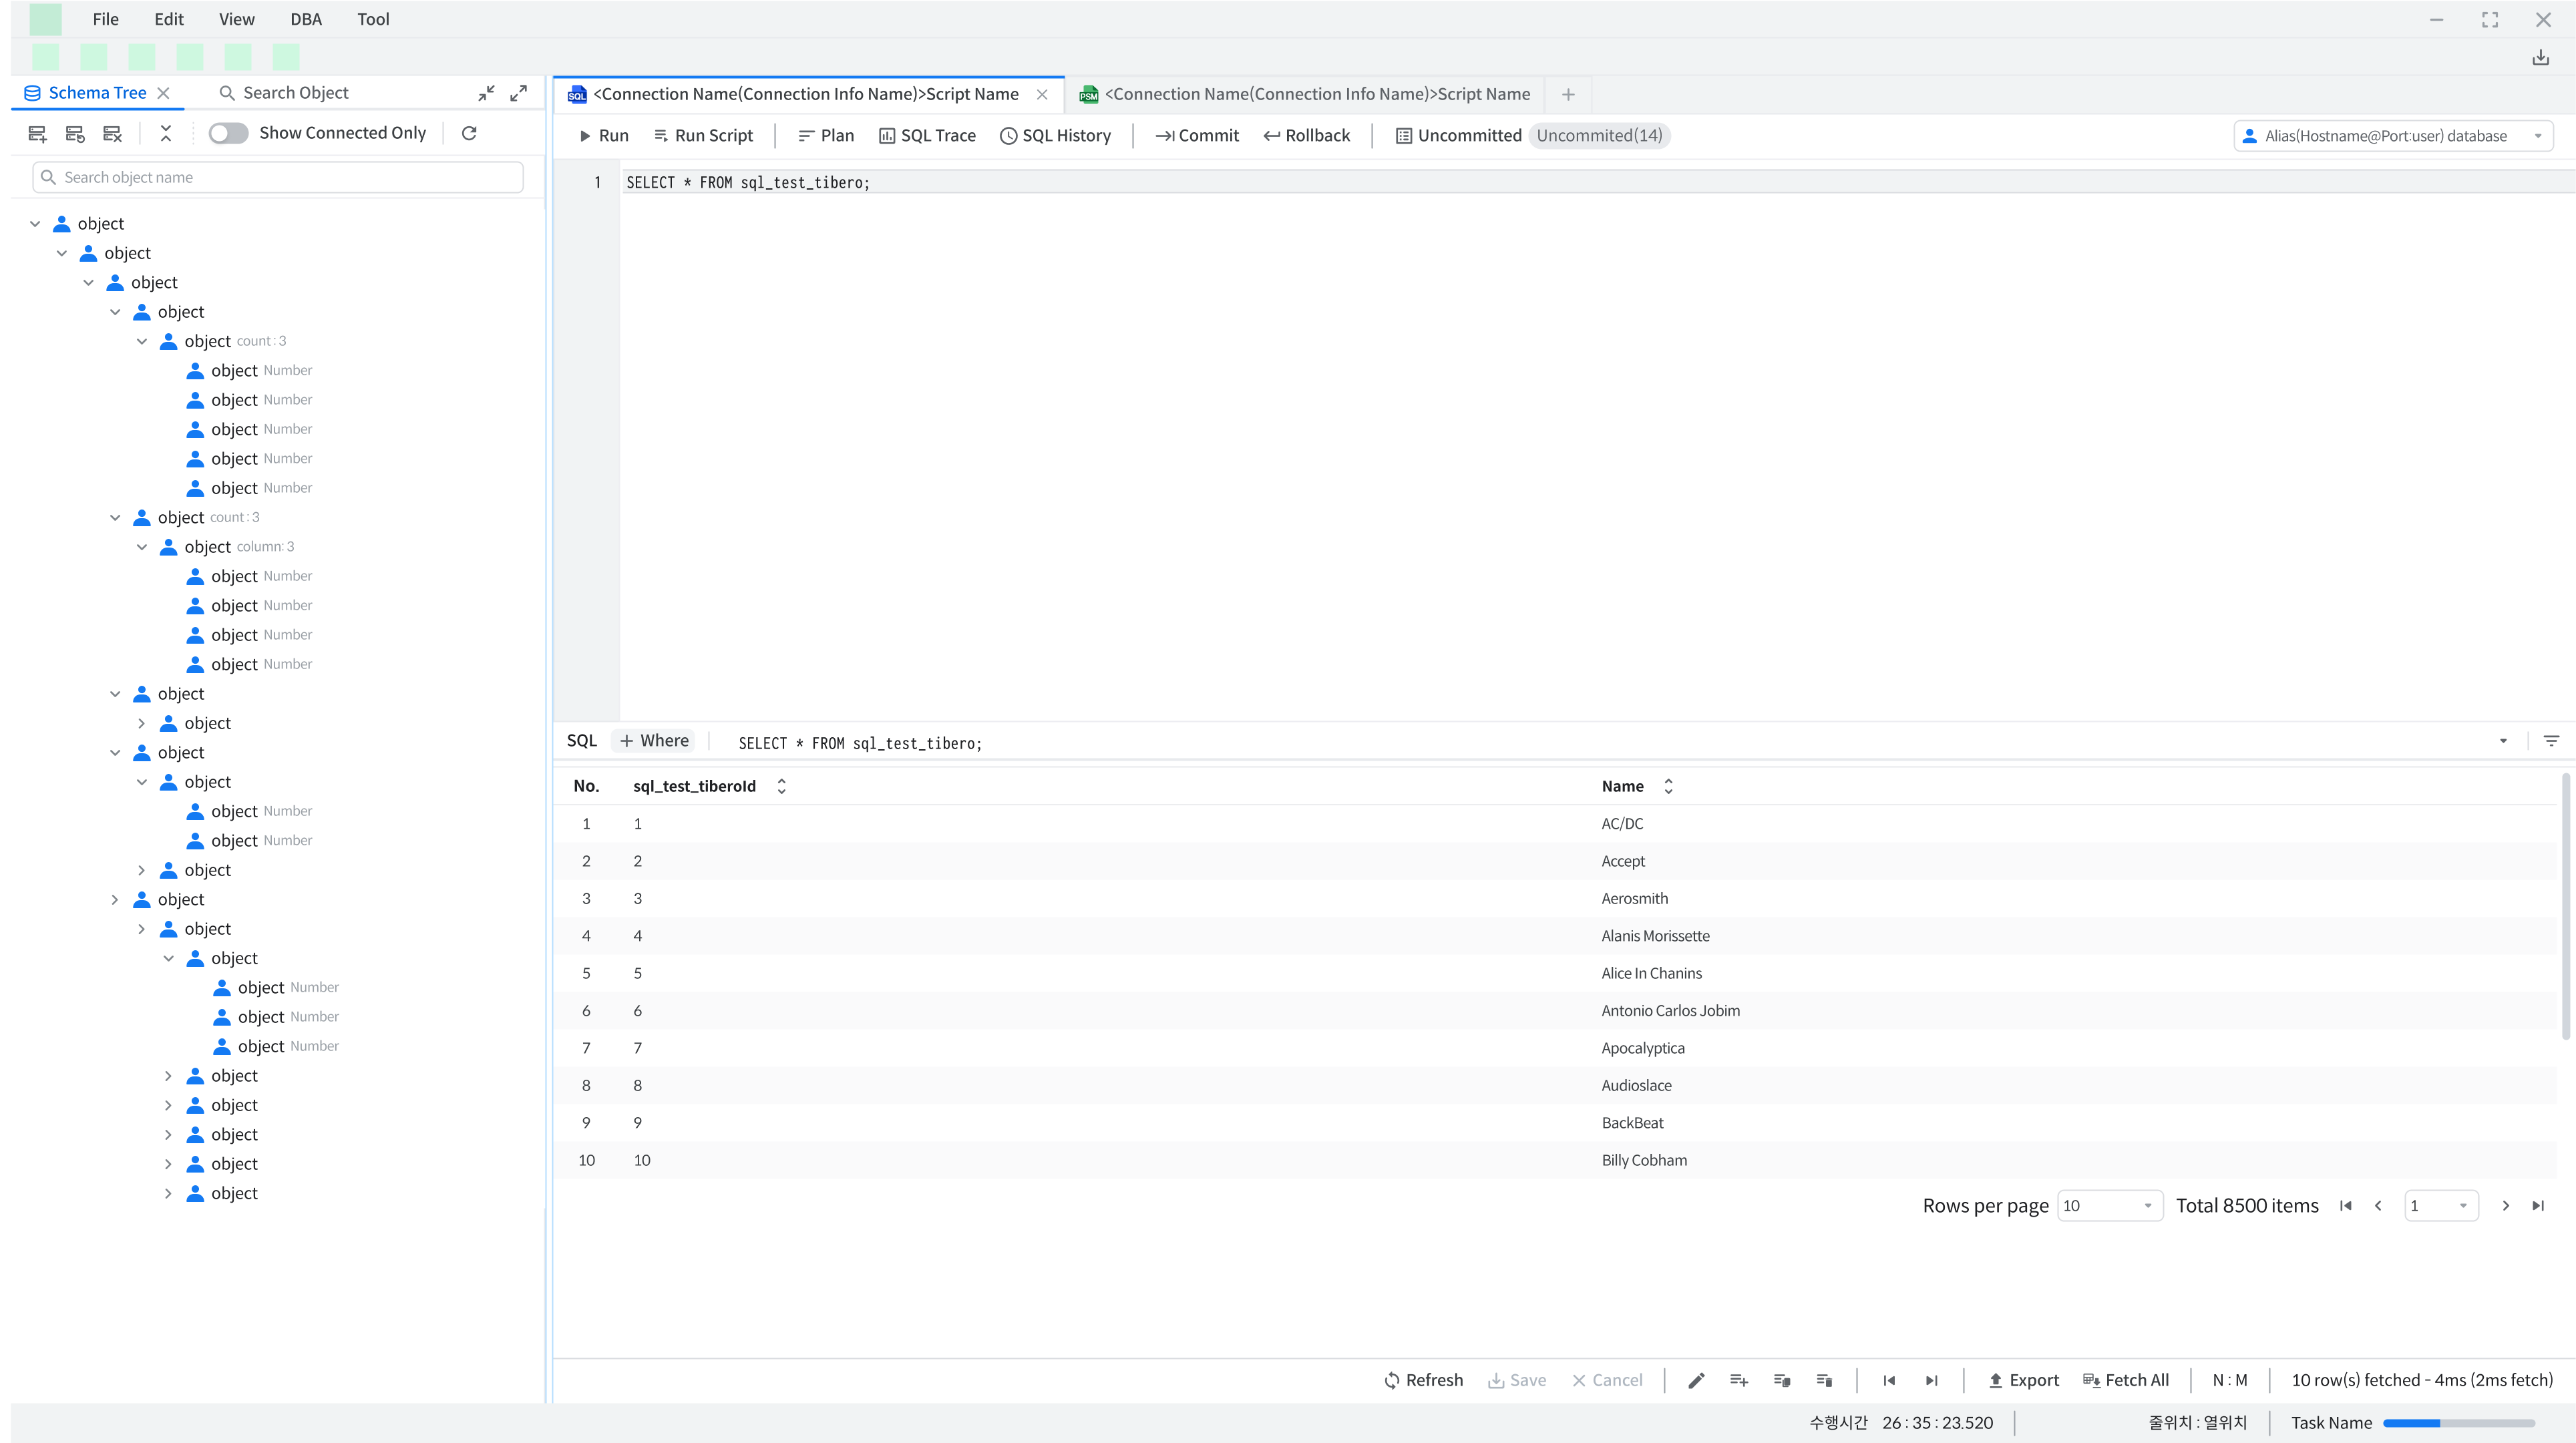 File Edit View DBA Tool
Schema Tree Search Object
Show Connected Only
Search object name
object
object
object
object
object count : 3
object Number
object Number
object Number
object Number
object Number
object count : 3
object column: 3
object Number
object Number
object Number
object Number
object
object
object
object
object Number
object Number
object
object
object
object
object Number
object Number
object Number
object
object
object
object
object
SQL <Connection Name(Connection Info Name)>Script Name PSM <Connection Name(Connection Info Name)>Script Name
Run Run Script Plan SQL Trace SQL History Commit Rollback Uncommitted Uncommited(14) Alias(Hostname@Port:user) database
1 SELECT * FROM sql_test_tibero;
SQL + Where SELECT * FROM sql_test_tibero;
No. sql_test_tiberoId Name
1 1 AC/DC
2 2 Accept
3 3 Aerosmith
4 4 Alanis Morissette
5 5 Alice In Chanins
6 6 Antonio Carlos Jobim
7 7 Apocalyptica
8 8 Audioslace
9 9 BackBeat
10 10 Billy Cobham
Rows per page 10 Total 8500 items 1
Refresh Save Cancel Export Fetch All N : M 10 row(s) fetched - 4ms (2ms fetch)
수행시간 26 : 35 : 23.520 줄위치 : 열위치 Task Name